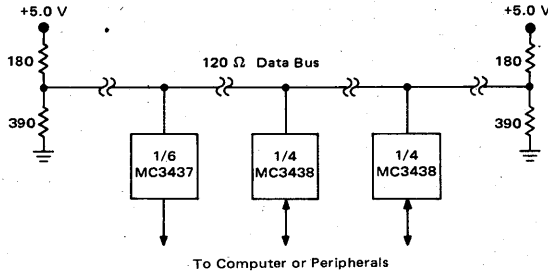 +5.0 V
+5.0 V
180
120 Ω Data Bus
180
390
390
1/6
MC3437
1/4
MC3438
1/4
MC3438
To Computer or Peripherals